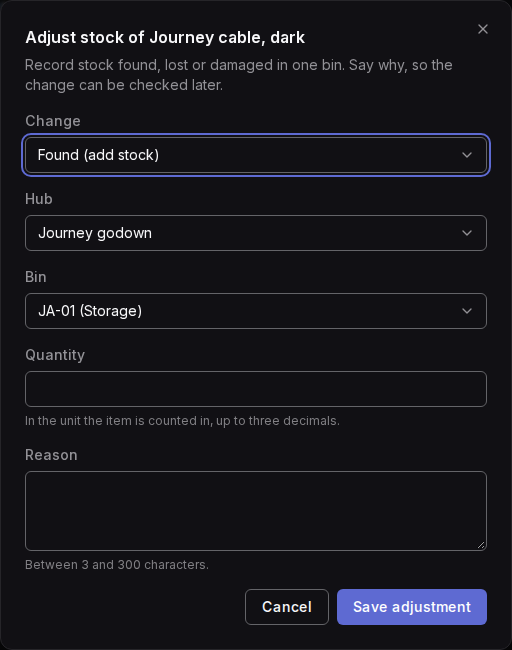 Adjust stock of Journey cable, dark
Record stock found, lost or damaged in one bin. Say why, so the
change can be checked later.
Change
Found (add stock)
Hub
Journey godown
Bin
JA-01 (Storage)
Quantity
In the unit the item is counted in, up to three decimals.
Reason
Between 3 and 300 characters.
Cancel
Save adjustment